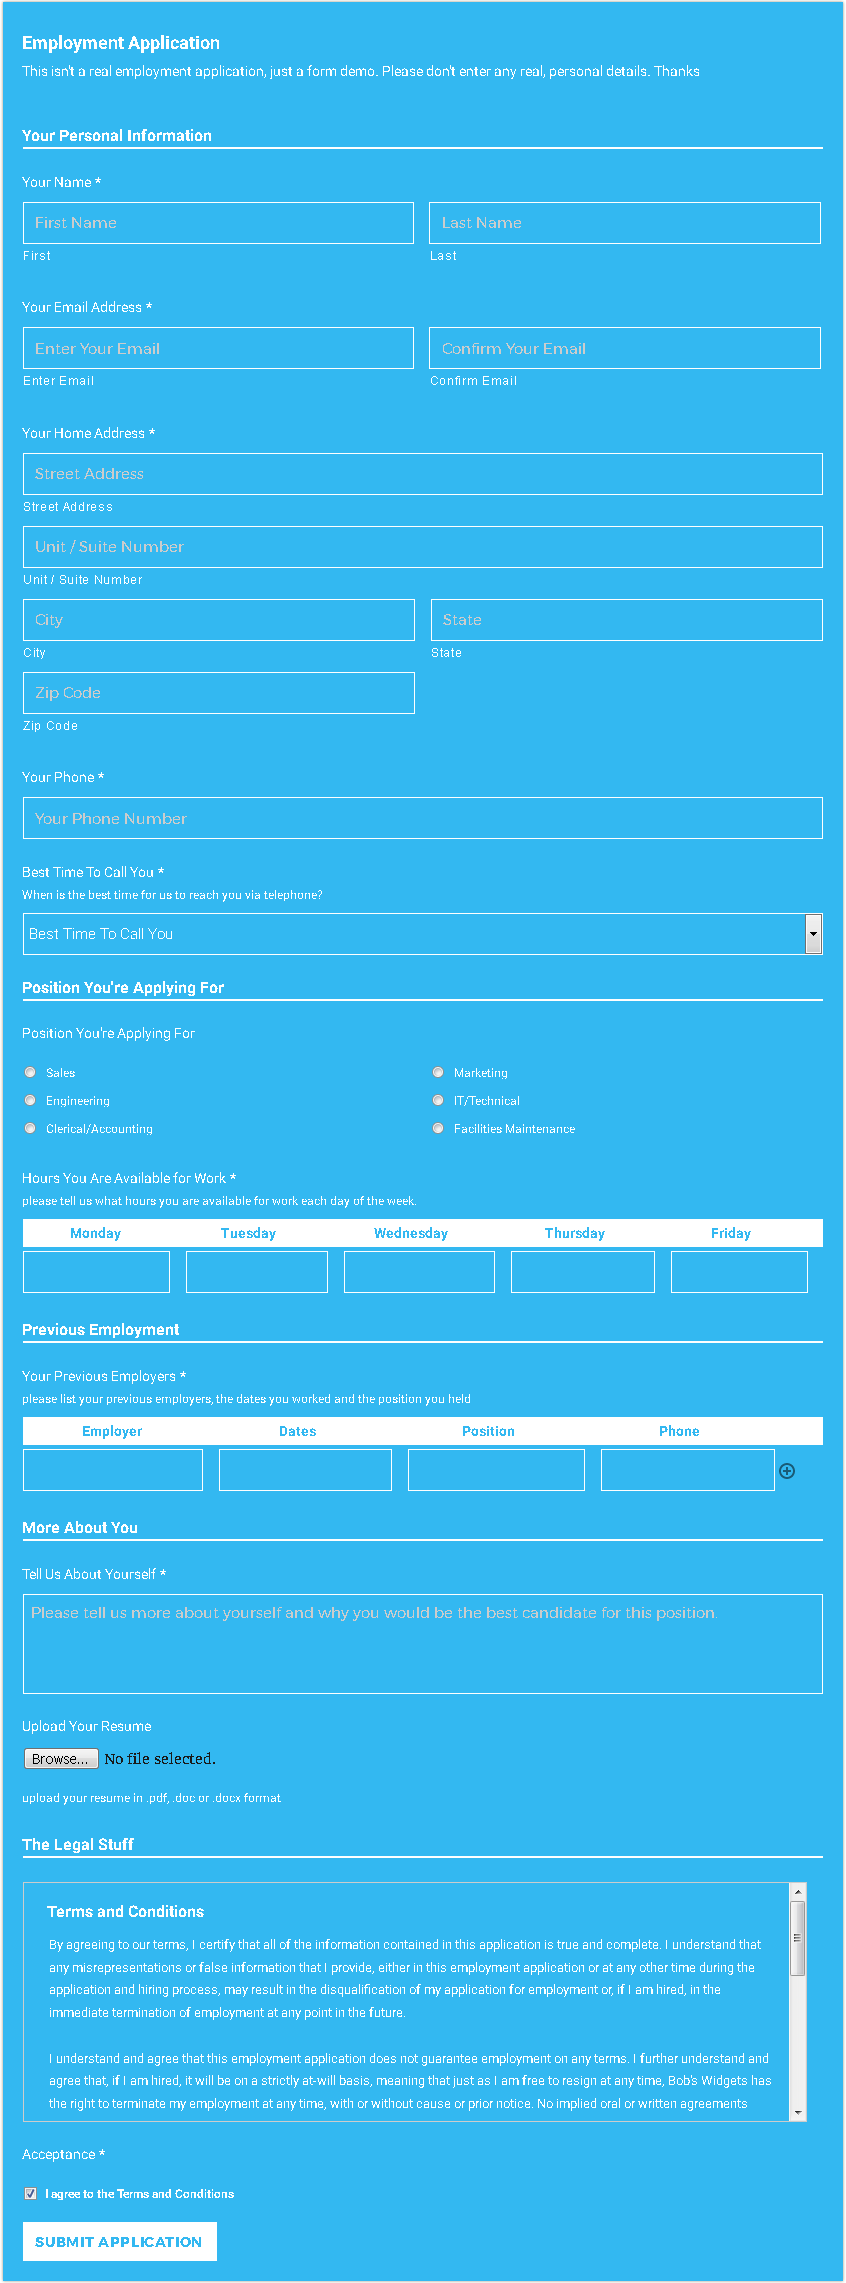 Employment Application
This isn't a real employment application, just a form demo. Please don't enter any real, personal details. Thanks
Your Personal Information
Your Name *
First Name
Last Name
First
Last
Your Email Address *
Enter Your Email
Confirm Your Email
Enter Email
Confirm Email
Your Home Address *
Street Address
Street Address
Unit / Suite Number
Unit / Suite Number
City
State
City
State
Zip Code
Zip Code
Your Phone *
Your Phone Number
Best Time To Call You *
When is the best time for us to reach you via telephone?
Best Time To Call You
Position You're Applying For
Position You're Applying For
Sales
Marketing
Engineering
IT/Technical
Clerical/Accounting
Facilities Maintenance
Hours You Are Available for Work *
please tell us what hours you are available for work each day of the week.
Monday Tuesday Wednesday Thursday Friday
Previous Employment
Your Previous Employers *
please list your previous employers, the dates you worked and the position you held
Employer Dates Position Phone
More About You
Tell Us About Yourself *
Please tell us more about yourself and why you would be the best candidate for this position.
Upload Your Resume
Browse... No file selected.
upload your resume in .pdf, .doc or .docx format
The Legal Stuff
Terms and Conditions
By agreeing to our terms, I certify that all of the information contained in this application is true and complete. I understand that
any misrepresentations or false information that I provide, either in this employment application or at any other time during the
application and hiring process, may result in the disqualification of my application for employment or, if I am hired, in the
immediate termination of employment at any point in the future.
I understand and agree that this employment application does not guarantee employment on any terms. I further understand and
agree that, if I am hired, it will be on a strictly at-will basis, meaning that just as I am free to resign at any time, Bob's Widgets has
the right to terminate my employment at any time, with or without cause or prior notice. No implied oral or written agreements
Acceptance *
I agree to the Terms and Conditions
SUBMIT APPLICATION